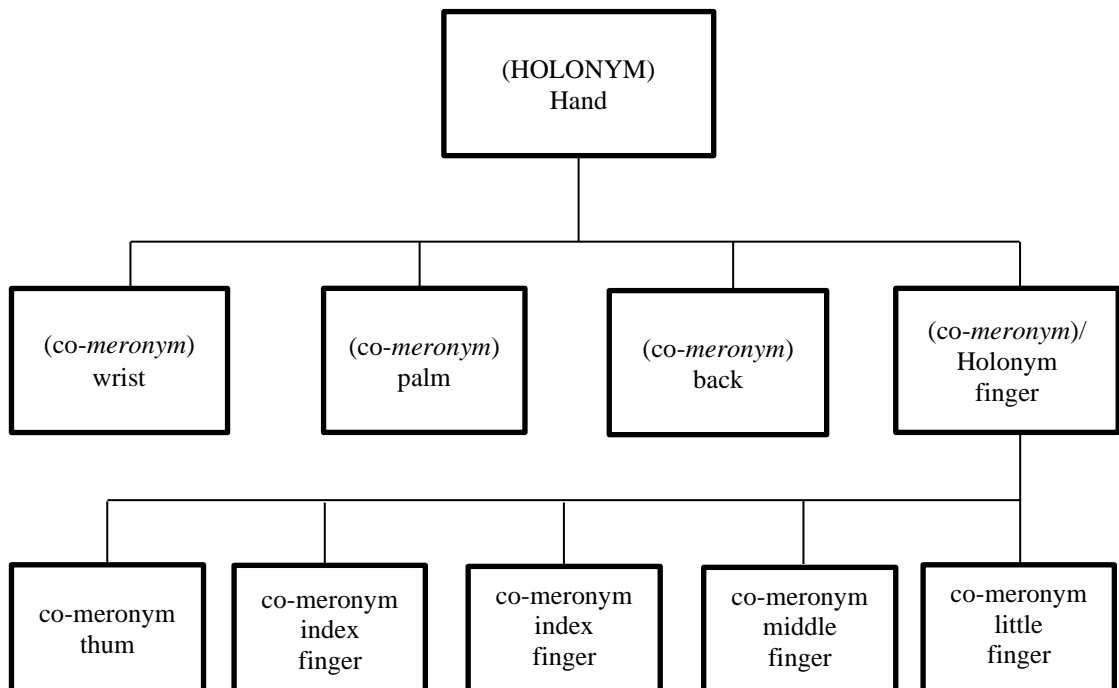 (HOLONYM)
Hand
(co-meronym)
wrist
(co-meronym)
palm
(co-meronym)
back
(co-meronym)/
Holonym
finger
co-meronym
thum
co-meronym
index
finger
co-meronym
index
finger
co-meronym
middle
finger
co-meronym
little
finger